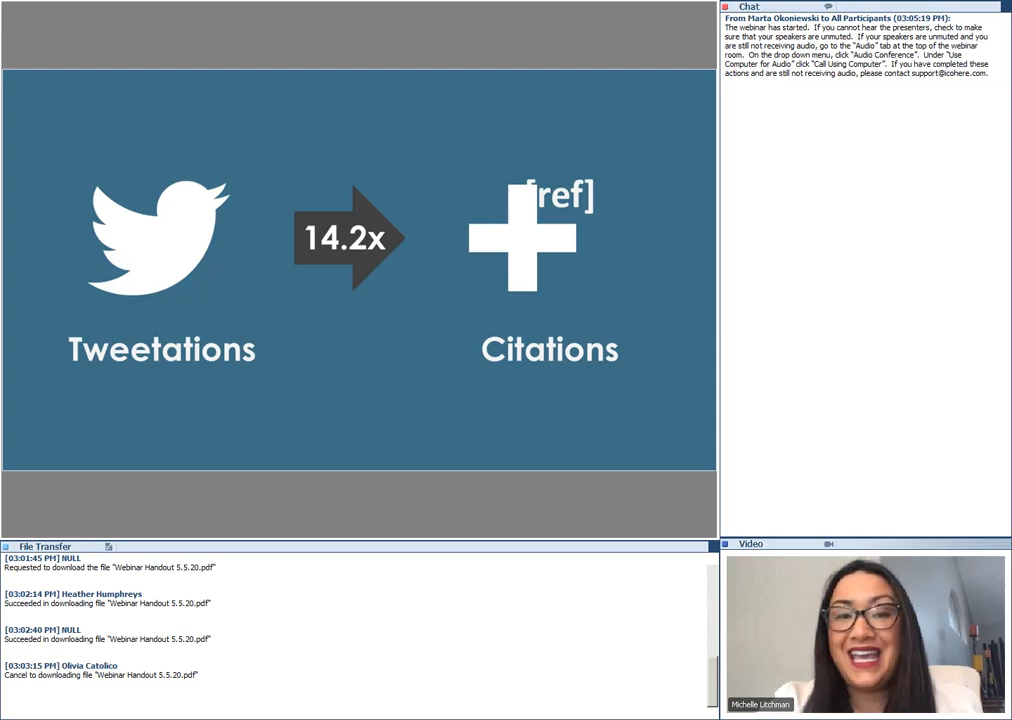 Chat
From Marta Okoniewski to All Participants (03:05:19 PM):
The webinar has started. If you cannot hear the presenters, check to make
sure that your speakers are unmuted. If your speakers are unmuted and you
are still not receiving audio, go to the "Audio" tab at the top of the webinar
room. On the drop down menu, click "Audio Conference". Under "Use
Computer for Audio" click "Call Using Computer". If you have completed these
actions and are still not receiving audio, please contact support@icohere.com.
[ref]
14.2x
Tweetations
Citations
File Transfer
[03:01:45 PM] NULL
Requested to download the file "Webinar Handout 5.5.20.pdf"
[03:02:14 PM] Heather Humphreys
Succeeded in downloading file "Webinar Handout 5.5.20.pdf"
[03:02:40 PM] NULL
Succeeded in downloading file "Webinar Handout 5.5.20.pdf"
[03:03:15 PM] Olivia Catolico
Cancel to downloading file "Webinar Handout 5.5.20.pdf"
Video
Michelle Litchman